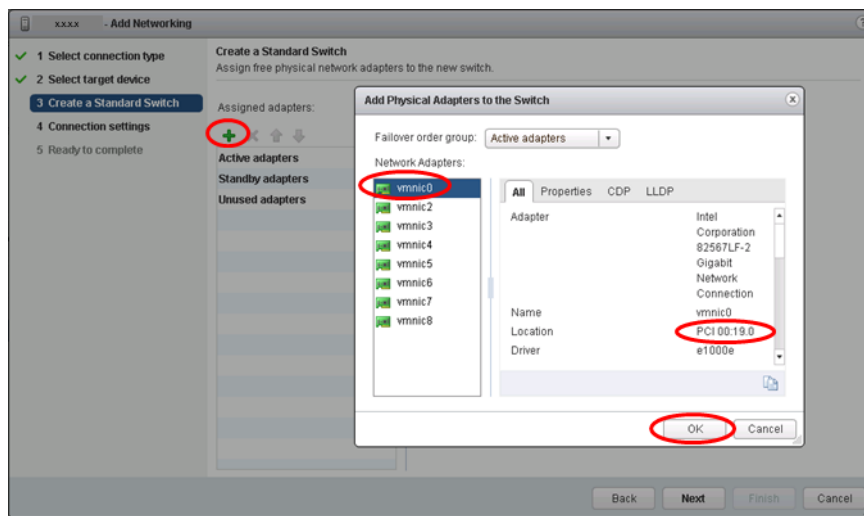 xxxx - Add Networking
1 Select connection type
2 Select target device
3 Create a Standard Switch
4 Connection settings
5 Ready to complete
Create a Standard Switch
Assign free physical network adapters to the new switch.
Assigned adapters:
Active adapters
Standby adapters
Unused adapters
Add Physical Adapters to the Switch
Failover order group: Active adapters
Network Adapters:
vmnic0
vmnic2
vmnic3
vmnic4
vmnic5
vmnic6
vmnic7
vmnic8
All Properties CDP LLDP
Adapter Intel
Corporation
82567LF-2
Gigabit
Network
Connection
Name vmnic0
Location PCI 00:19.0
Driver e1000e
OK Cancel
Back Next Finish Cancel